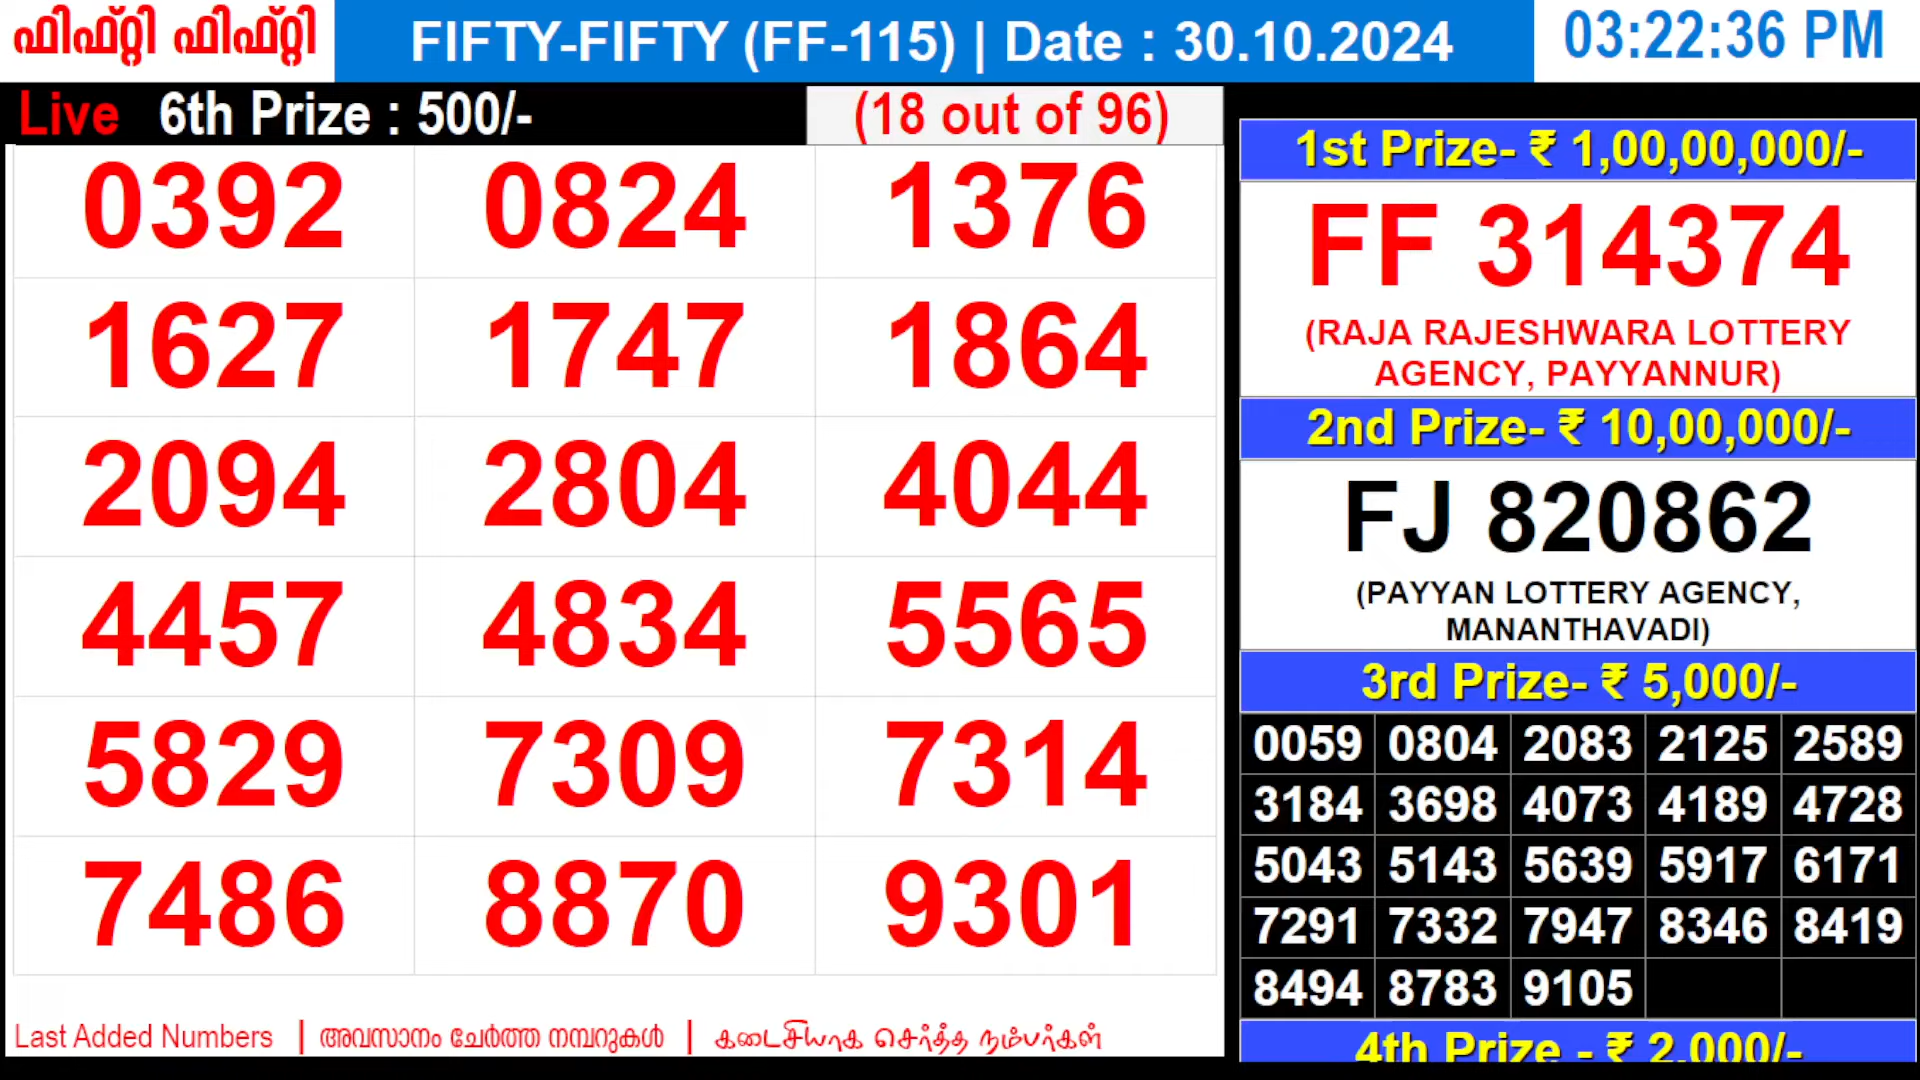 ഫിഫ്റ്റി ഫിഫ്റ്റി
FIFTY-FIFTY (FF-115) | Date : 30.10.2024
03:22:36 PM
Live 6th Prize : 500/- (18 out of 96)
0392 0824 1376
1627 1747 1864
2094 2804 4044
4457 4834 5565
5829 7309 7314
7486 8870 9301
Last Added Numbers | അവസാനം ചേർത്ത നമ്പറുകൾ | கடைசியாக சேர்த்த நம்பர்கள்
1st Prize- ₹ 1,00,00,000/-
FF 314374
(RAJA RAJESHWARA LOTTERY
AGENCY, PAYYANNUR)
2nd Prize- ₹ 10,00,000/-
FJ 820862
(PAYYAN LOTTERY AGENCY,
MANANTHAVADI)
3rd Prize- ₹ 5,000/-
0059 0804 2083 2125 2589
3184 3698 4073 4189 4728
5043 5143 5639 5917 6171
7291 7332 7947 8346 8419
8494 8783 9105
4th Prize - ₹ 2,000/-